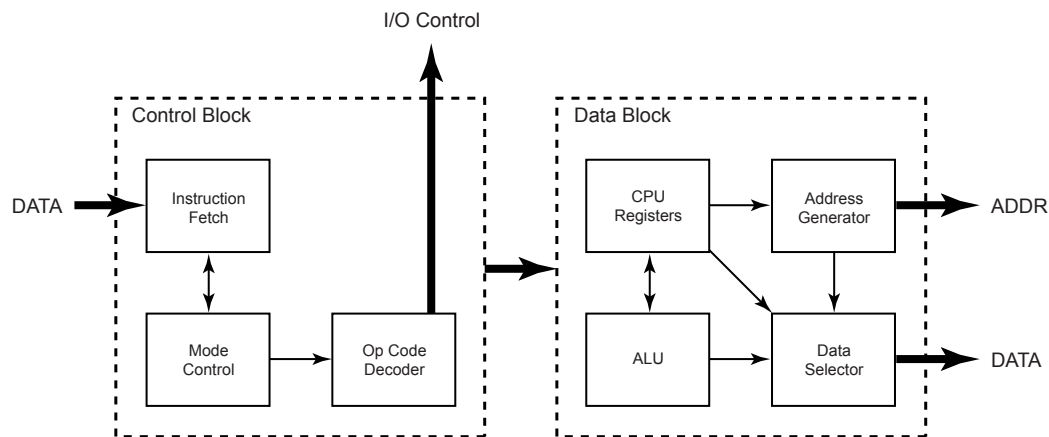 I/O Control
Control Block
Data Block
DATA
Instruction
Fetch
CPU
Registers
Address
Generator
ADDR
Mode
Control
Op Code
Decoder
ALU
Data
Selector
DATA